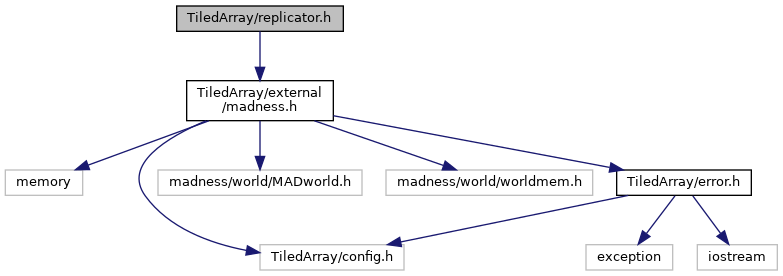 TiledArray/replicator.h
TiledArray/external
/madness.h
memory
madness/world/MADworld.h
madness/world/worldmem.h
TiledArray/error.h
TiledArray/config.h
exception
iostream